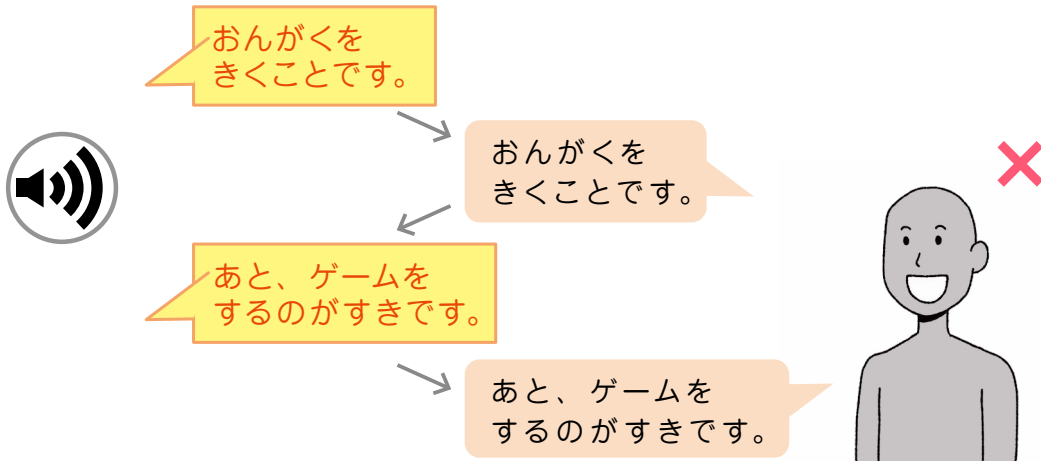 おんがくを
きくことです。
おんがくを
きくことです。
あと、ゲームを
するのがすきです。
あと、ゲームを
するのがすきです。